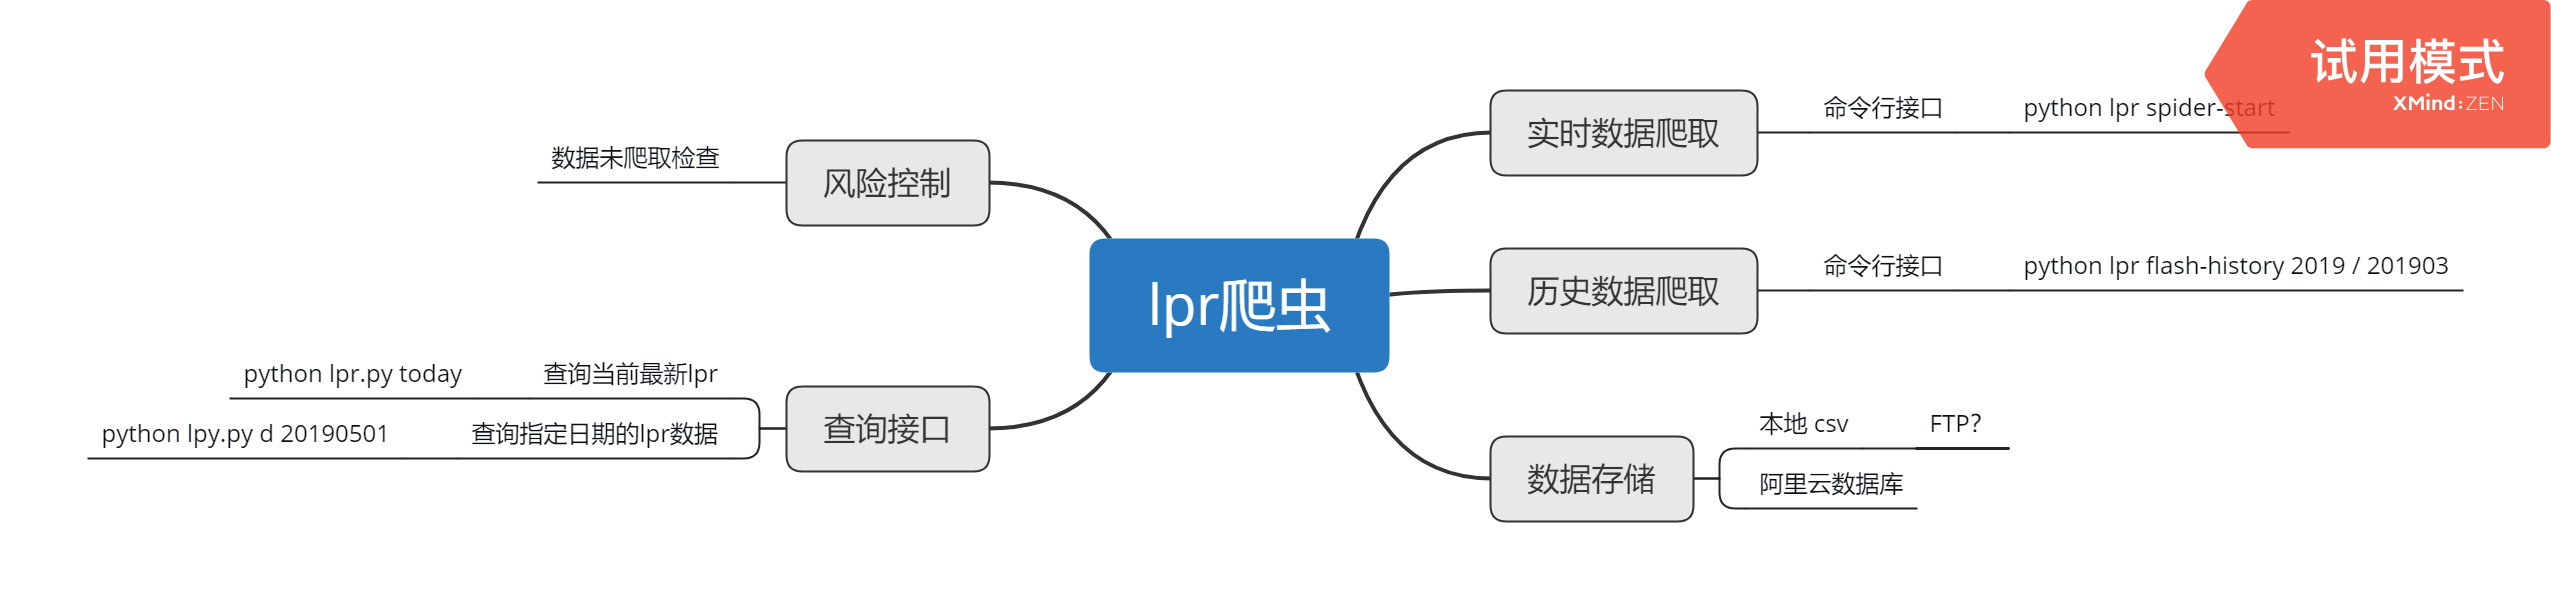 试用模式
XMind:ZEN
lpr爬虫
实时数据爬取
命令行接口
python lpr spider-start
历史数据爬取
命令行接口
python lpr flash-history 2019 / 201903
数据存储
本地 csv
FTP？
阿里云数据库
风险控制
数据未爬取检查
查询接口
查询当前最新lpr
python lpr.py today
查询指定日期的lpr数据
python lpy.py d 20190501